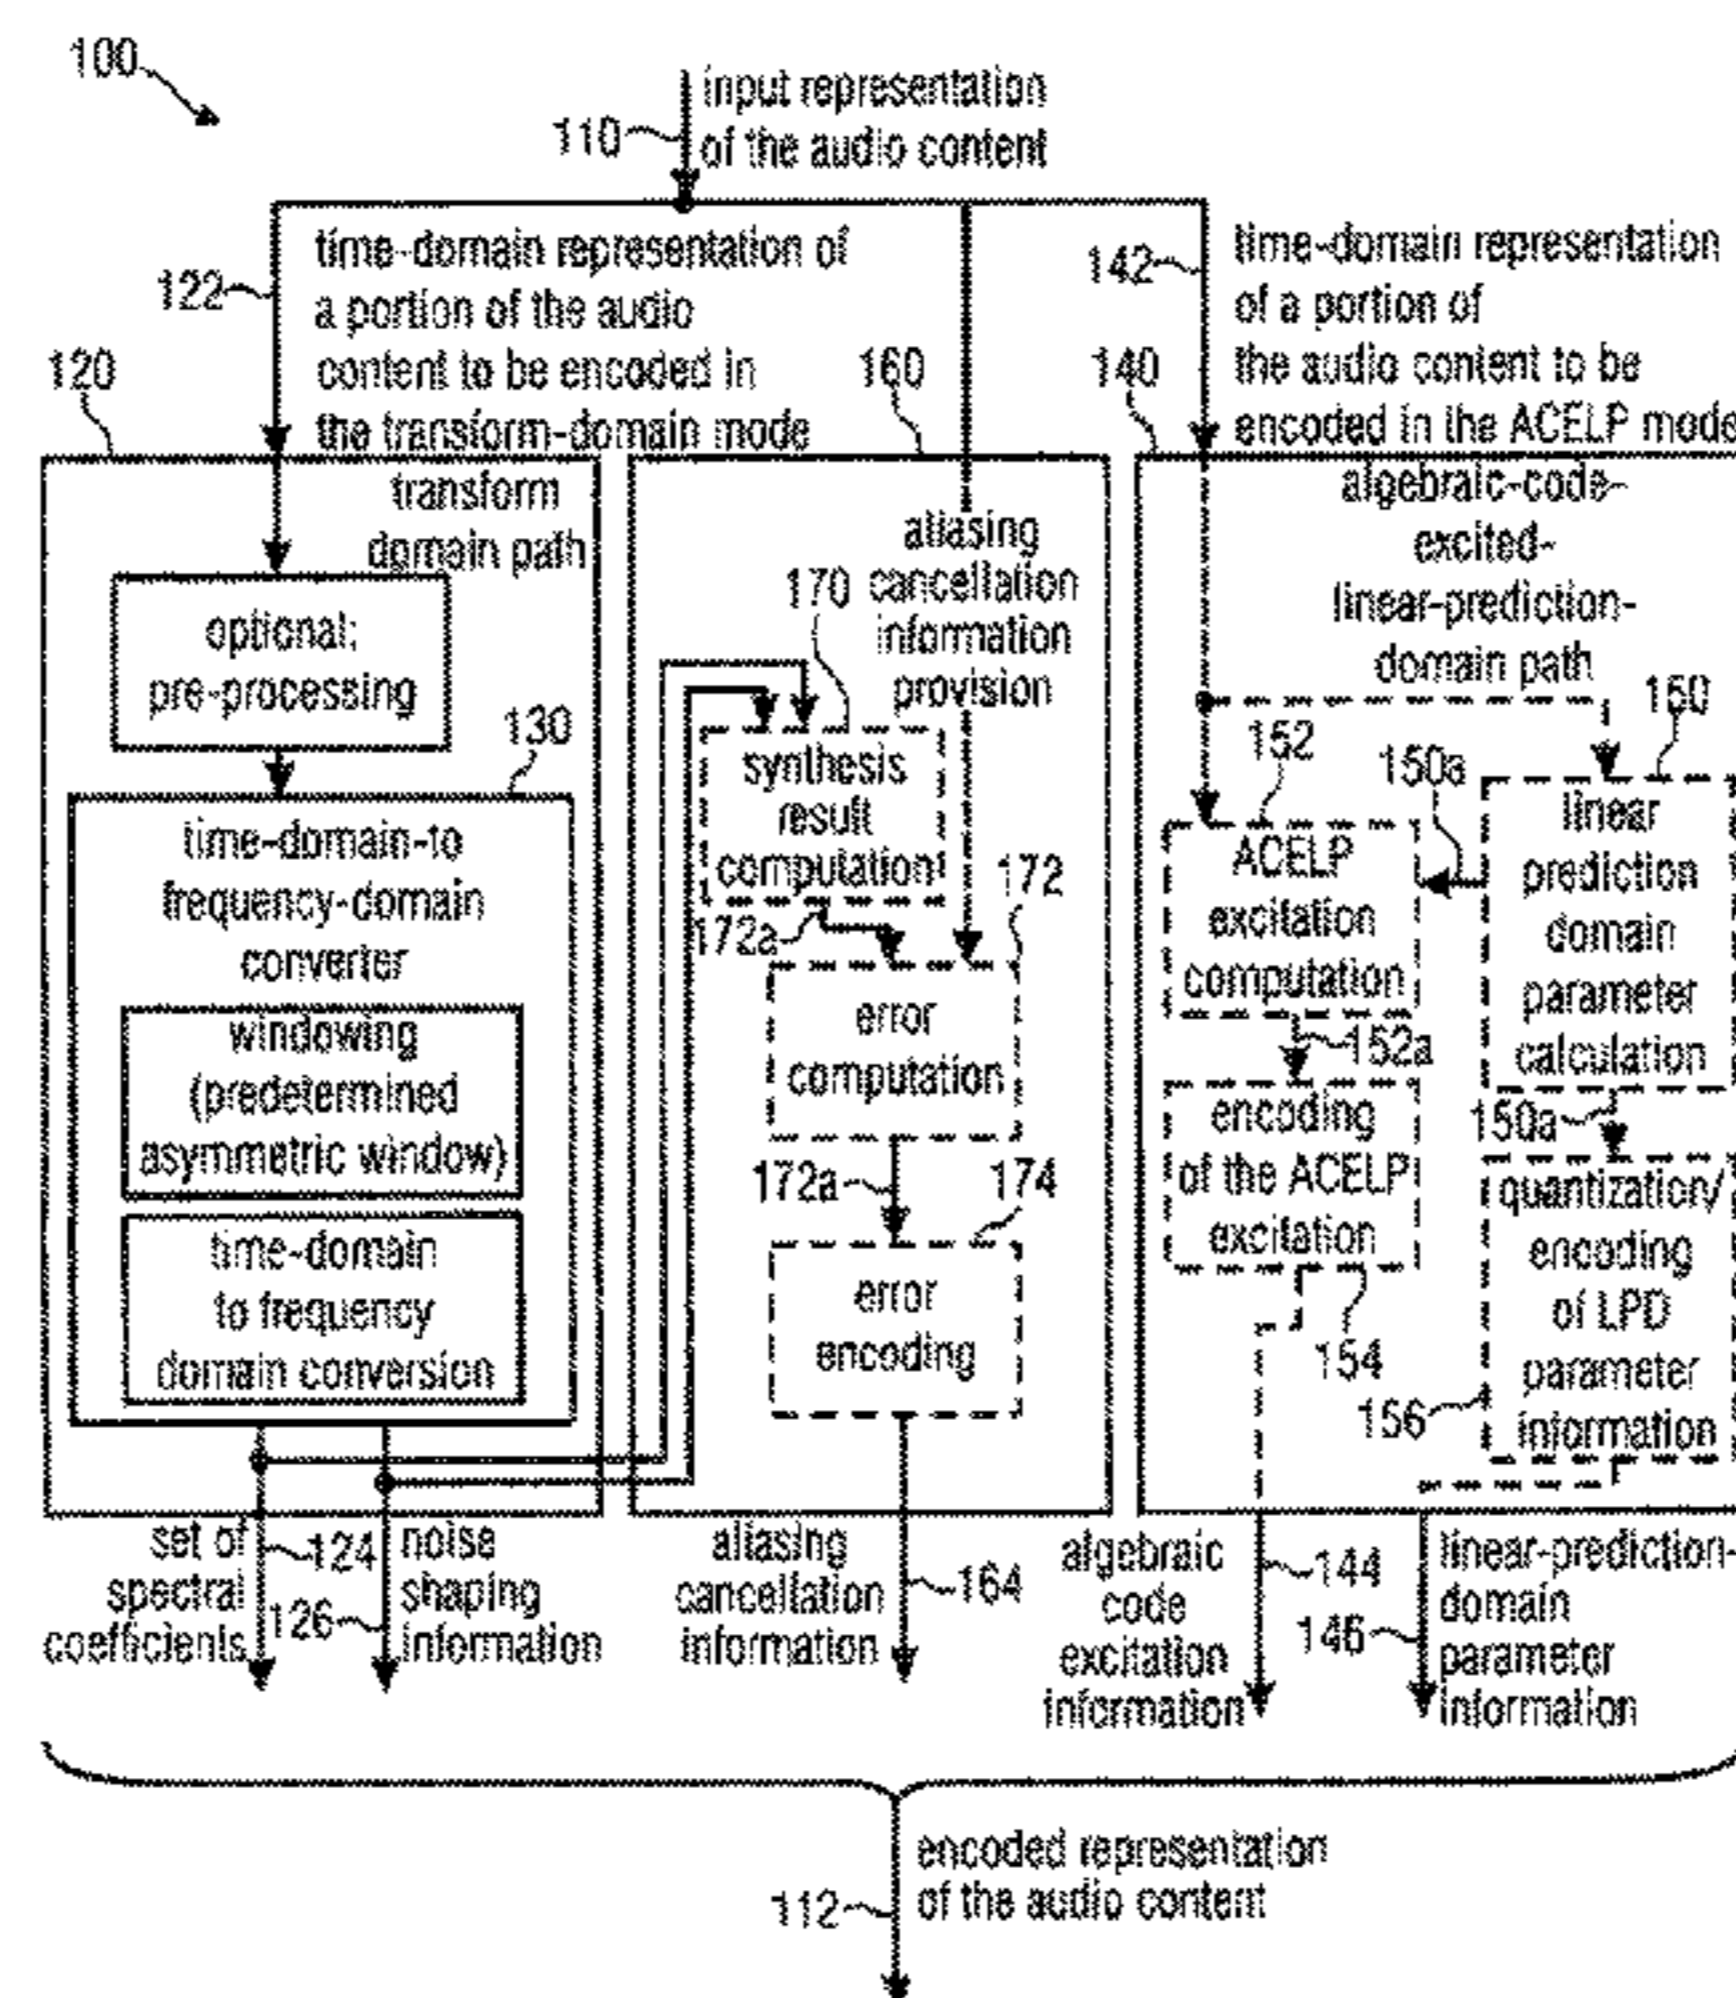 100
input representation
of the audio content
110
time-domain representation of
a portion of the audio
content to be encoded in
the transform-domain mode
122
142
time-domain representation
of a portion of
the audio content to be
encoded in the ACELP mode
120
160
140
transform
domain path
optional:
pre-processing
130
time-domain-to
frequency-domain
converter
windowing
(predetermined
asymmetric window)
time-domain
to frequency
domain conversion
aliasing
cancellation
information
provision
170
synthesis
result
computation
172a
172
error
computation
172a
174
error
encoding
algebraic-code-
excited-
linear-prediction-
domain path
152
150a
150
ACELP
excitation
computation
152a
encoding
of the ACELP
excitation
154
linear
prediction
domain
parameter
calculation
150a
quantization/
encoding
of LPD
parameter
information
156
set of
spectral
coefficients
124
126
noise
shaping
information
aliasing
cancellation
information
164
algebraic
code
excitation
information
144
146
linear-prediction-
domain
parameter
information
encoded representation
of the audio content
112